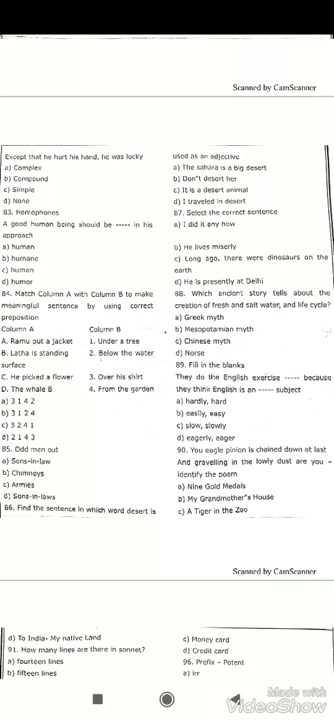 Scanned by CamScanner
Except that he hurt his hand, he was lucky
a) Complex
b) Compound
c) Simple
d) None
83. Homophones
A good human being should be ----- in his
approach
a) human
b) humane
c) human
d) humor
84. Match Column A with Column B to make
meaningful sentence by using correct
preposition
Column A Column B
A. Ramu put a jacket 1. Under a tree
B. Latha is standing 2. Below the water
surface
C. He picked a flower 3. Over his shirt
D. The whale B 4. From the garden
a) 3 1 4 2
b) 3 1 2 4
c) 3 2 4 1
d) 2 1 4 3
85. Odd man out
a) Sons-in-law
b) Chimneys
c) Armies
d) Sons-in-laws
86. Find the sentence in which word desert is
used as an adjective
a) The sahara is a big desert
b) Don"t desert her
c) It is a desert animal
d) I traveled in desert
87. Select the correct sentence
a) I did it any how
b) He lives miserly
c) Long ago, there were dinosaurs on the
earth
d) He is presently at Delhi
88. Which ancient story tells about the
creation of fresh and salt water, and life cycle?
a) Greek myth
b) Mesopotamian myth
c) Chinese myth
d) Norse
89. Fill in the blanks
They do the English exercise ----- because
they think English is an ----- subject
a) hardly, hard
b) easily, easy
c) slow, slowly
d) eagerly, eager
90. You eagle pinion is chained down at last
And gravelling in the lowly dust are you –
identify the poem
a) Nine Gold Medals
b) My Grandmother"s House
c) A Tiger in the Zoo
Scanned by CamScanner
d) To India- My native Land
91. How many lines are there in sonnet?
a) fourteen lines
b) fifteen lines
c) Money card
d) Credit card
96. Prefix – Potent
a) irr
Made with
VideoShow